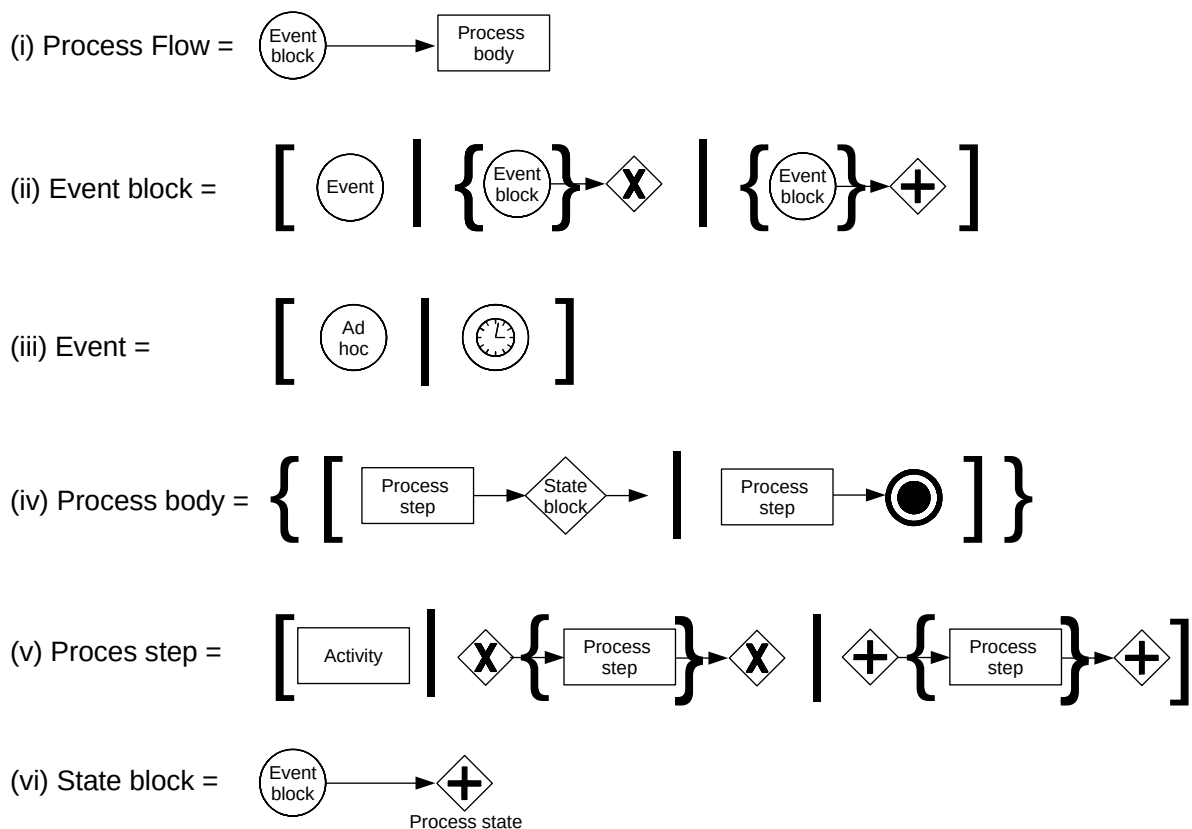 (i) Process Flow =
Event
block
Process
body
(ii) Event block =
Event
Event
block
X
Event
block
+
(iii) Event =
Ad
hoc
(iv) Process body =
Process
step
State
block
Process
step
(v) Proces step =
Activity
X
Process
step
X
+
Process
step
+
(vi) State block =
Event
block
+
Process state